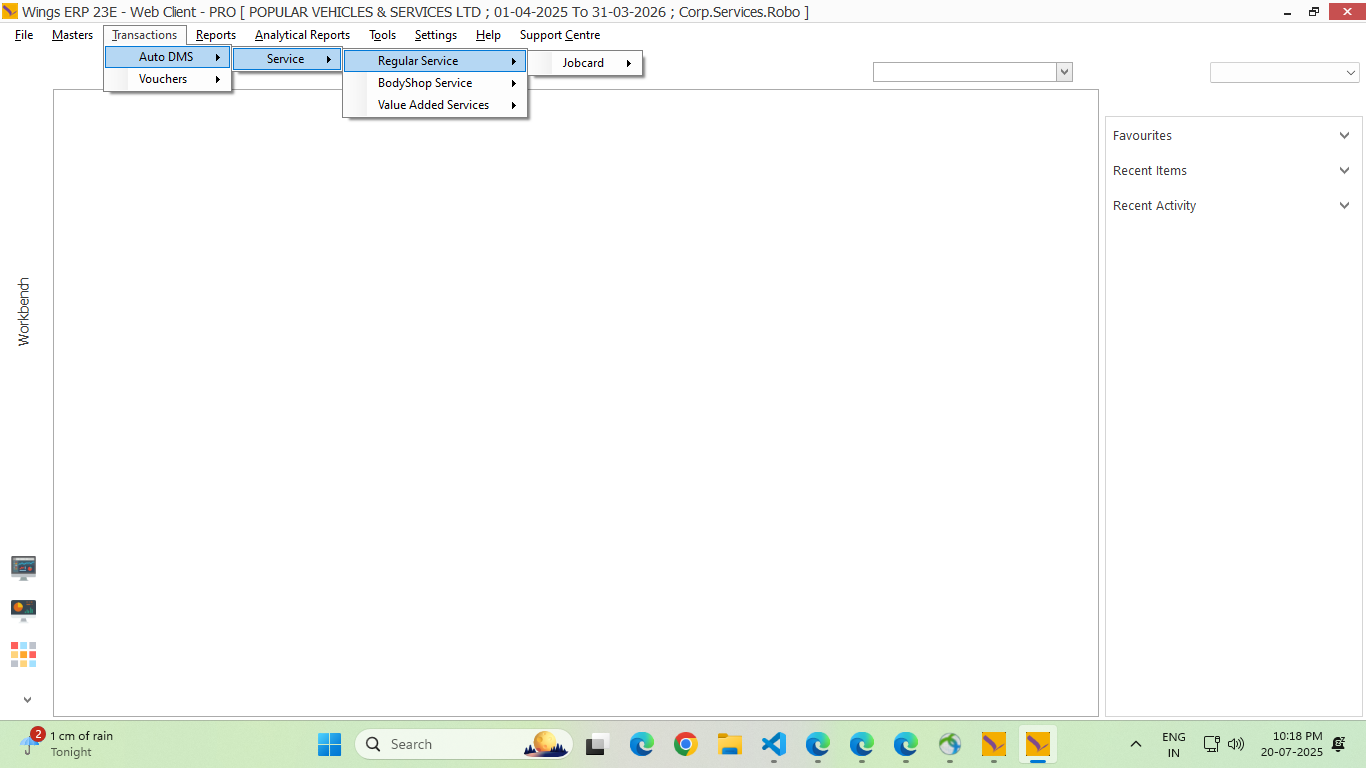 Wings ERP 23E - Web Client - PRO [ POPULAR VEHICLES & SERVICES LTD ; 01-04-2025 To 31-03-2026 ; Corp.Services.Robo ]
File Masters Transactions Reports Analytical Reports Tools Settings Help Support Centre
Auto DMS
Vouchers
Service
Regular Service
BodyShop Service
Value Added Services
Jobcard
Favourites
Recent Items
Recent Activity
Workbench
2
1 cm of rain
Tonight
Search
ENG
IN
10:18 PM
20-07-2025